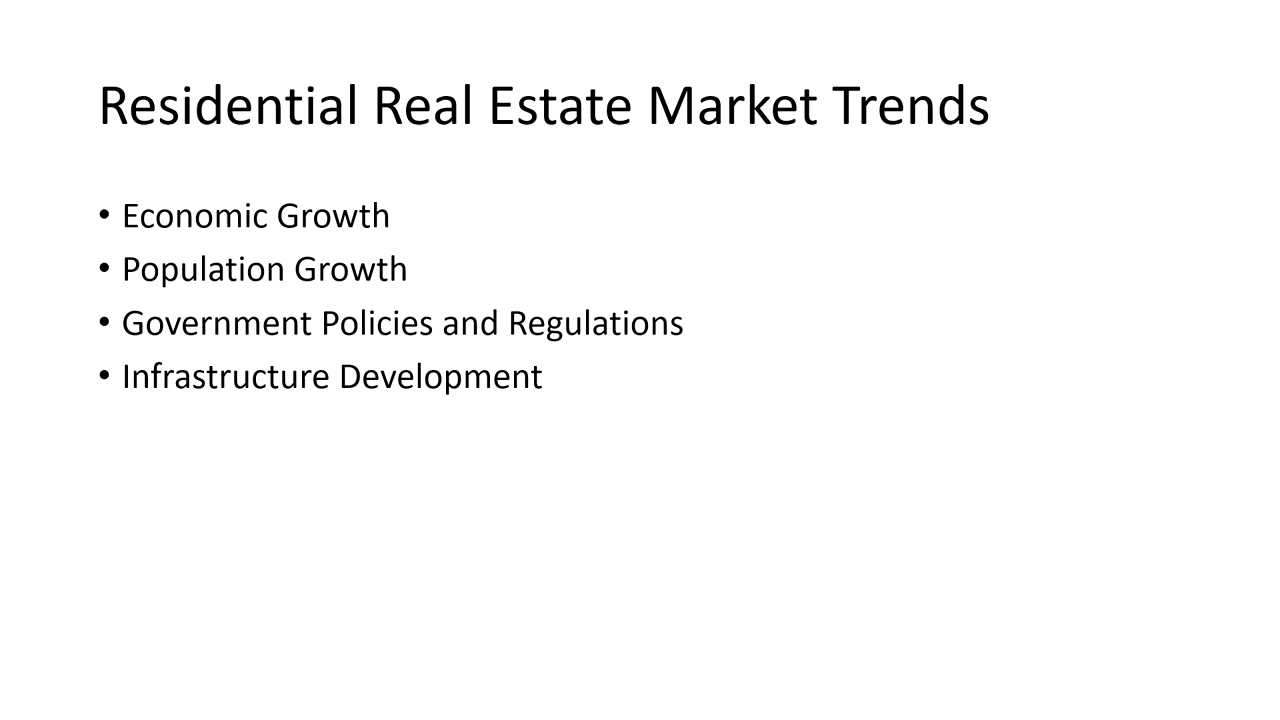 Residential Real Estate Market Trends
• Economic Growth
• Population Growth
• Government Policies and Regulations
• Infrastructure Development